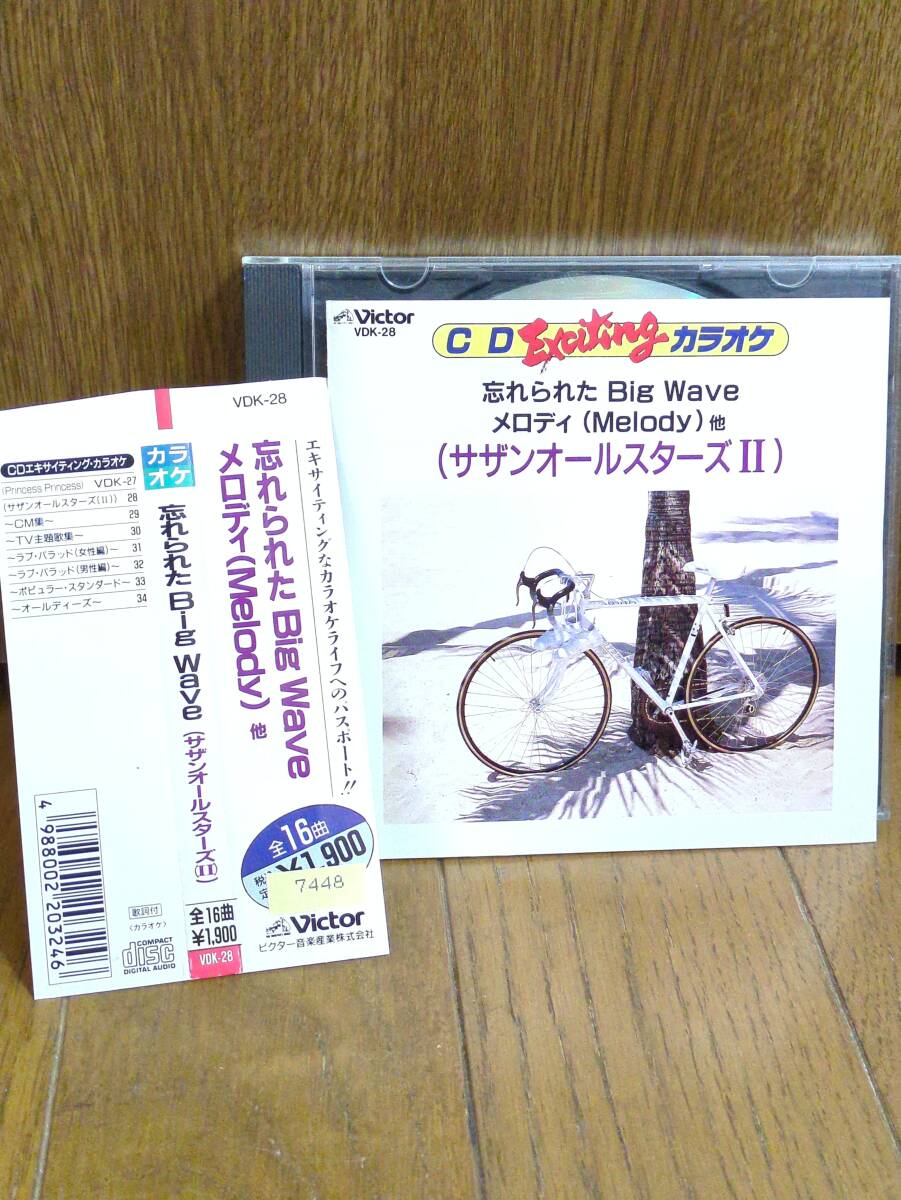 Victor
VDK-28
CD Exciting カラオケ
忘れられた Big Wave
メロディ (Melody) 他
(サザンオールスターズ II)
VDK-28
エキサイティングなカラオケライフへのパスポート!!
忘れられた Big Wave
メロディ(Melody) 他
全16曲
¥1,900
7448
Victor
ビクター音楽産業株式会社
カラオケ
忘れられた Big Wave (サザンオールスターズ II)
全16曲
¥1,900
VDK-28
CDエキサイティング・カラオケ
(Princess Princess) VDK-27
(サザンオールスターズ〔II〕) 28
~CM集~ 29
~TV主題歌集~ 30
~ラブ・バラッド(女性編)~ 31
~ラブ・バラッド(男性編)~ 32
~ポピュラー・スタンダード~ 33
~オールディーズ~ 34
4 988002 203246
歌詞付
(カラオケ)
COMPACT
disc
DIGITAL AUDIO